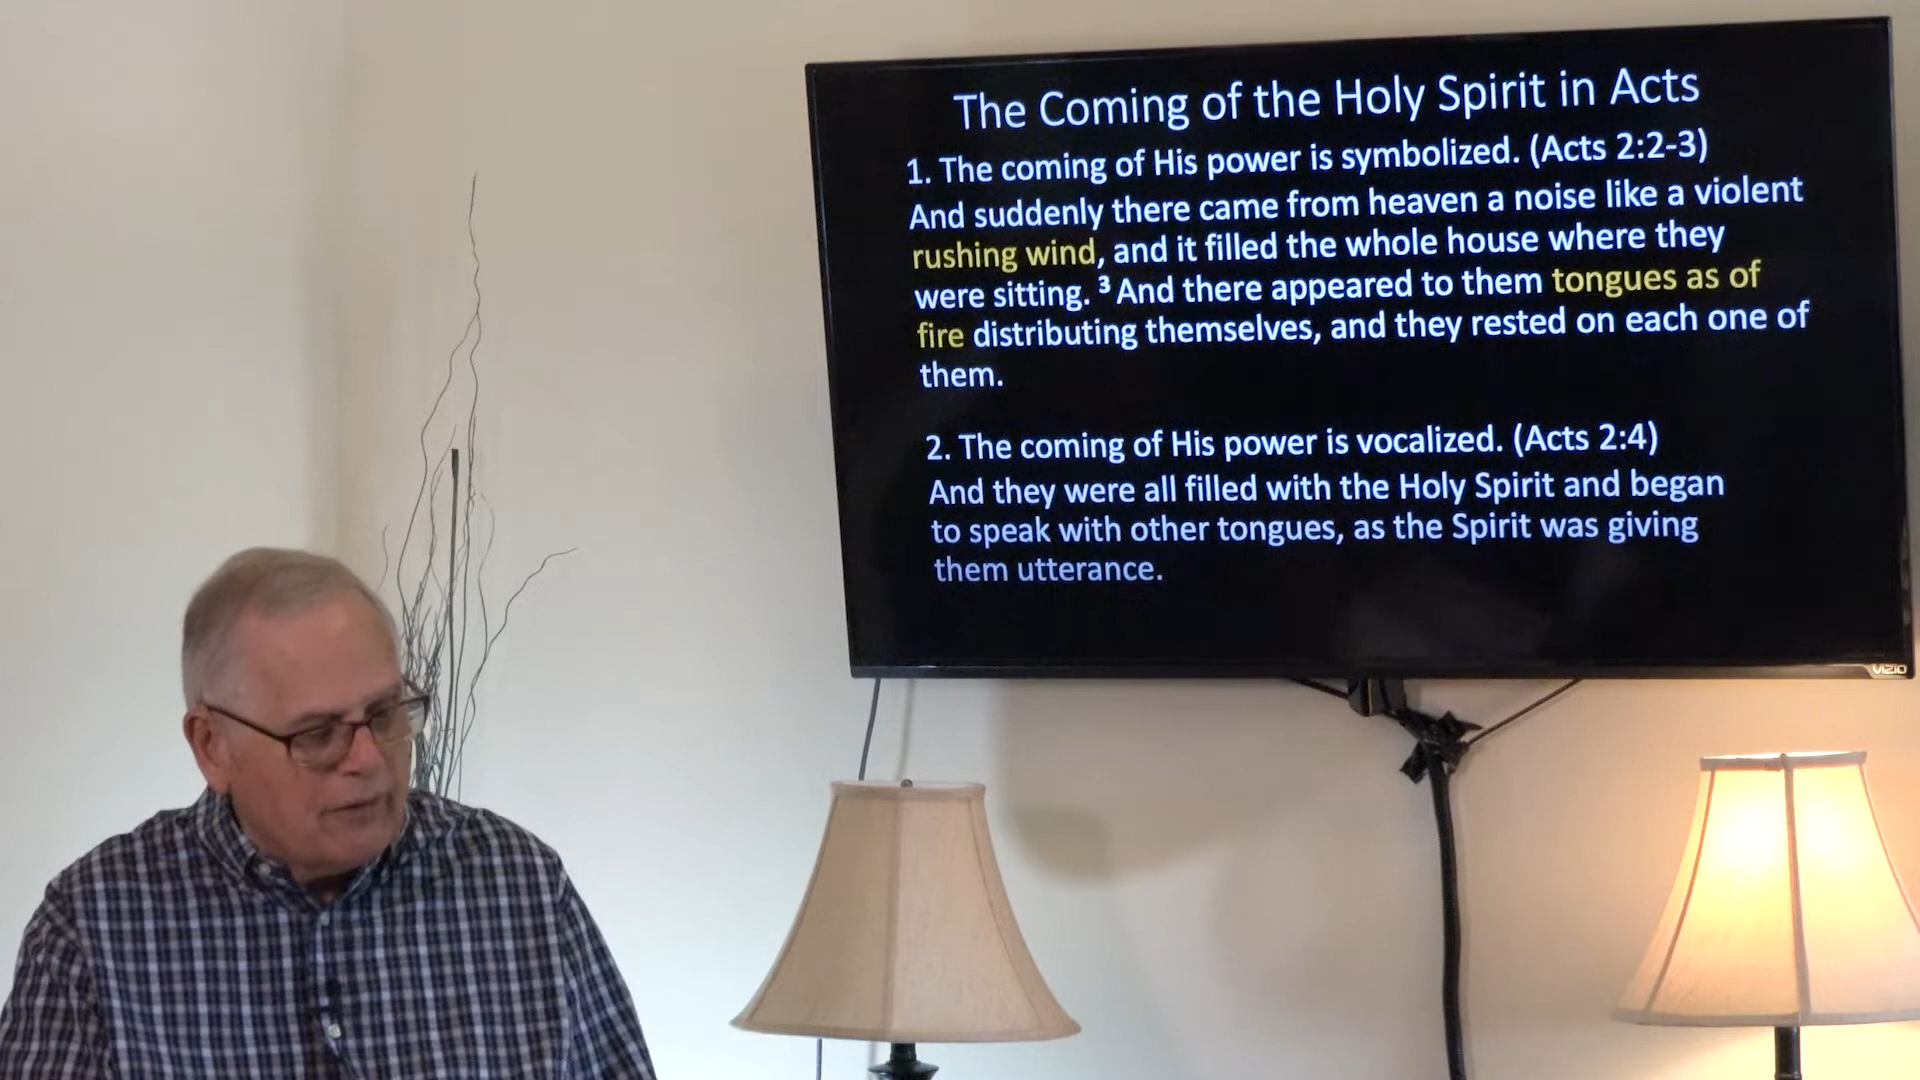 The Coming of the Holy Spirit in Acts
1. The coming of His power is symbolized. (Acts 2:2-3)
And suddenly there came from heaven a noise like a violent
rushing wind, and it filled the whole house where they
were sitting. ³ And there appeared to them tongues as of
fire distributing themselves, and they rested on each one of
them.
2. The coming of His power is vocalized. (Acts 2:4)
And they were all filled with the Holy Spirit and began
to speak with other tongues, as the Spirit was giving
them utterance.
VIZIO